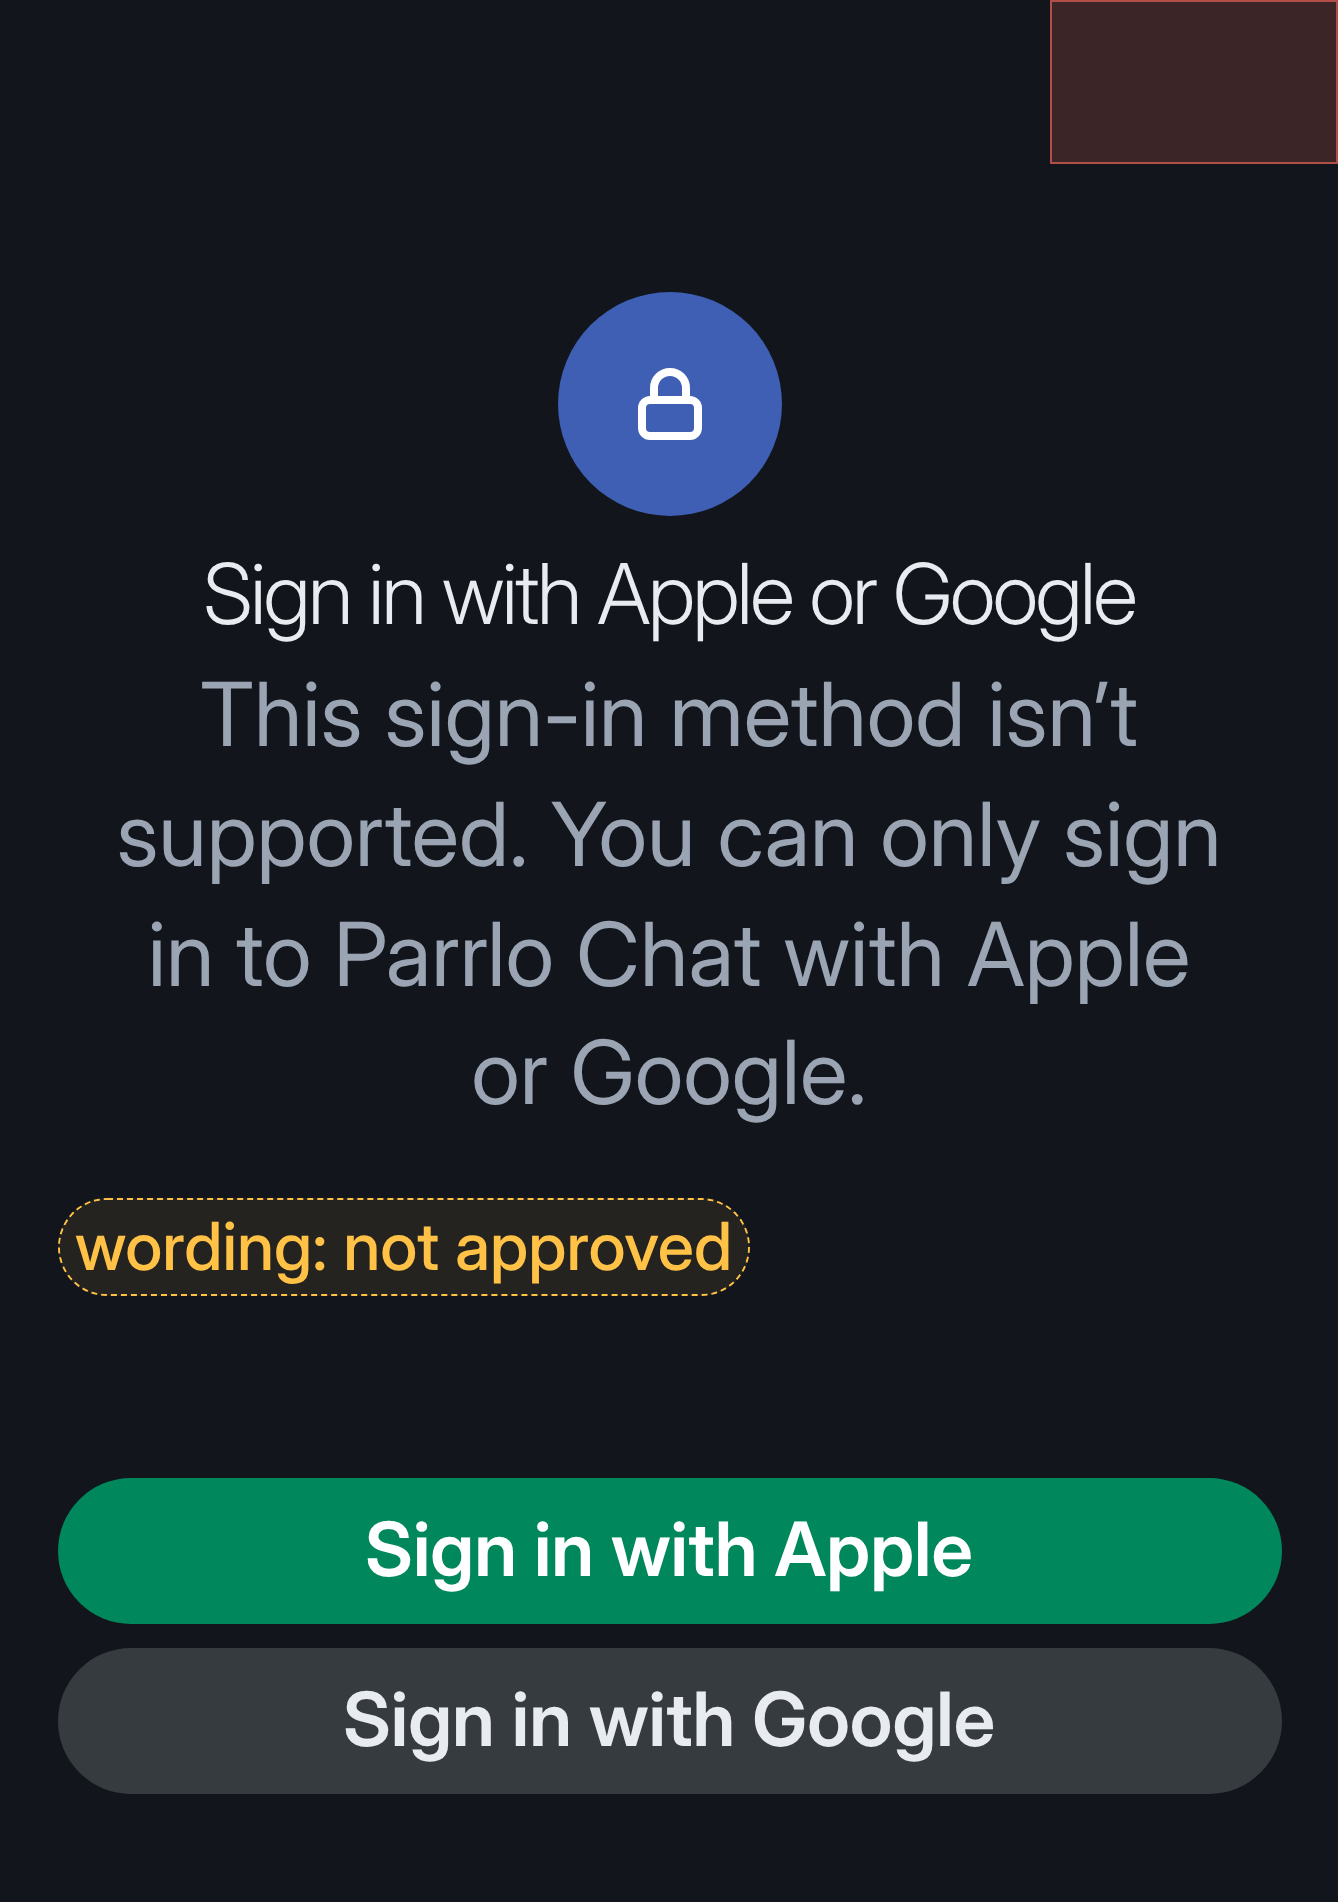 Sign in with Apple or Google
This sign-in method isn’t
supported. You can only sign
in to Parrlo Chat with Apple
or Google.
wording: not approved
Sign in with Apple
Sign in with Google